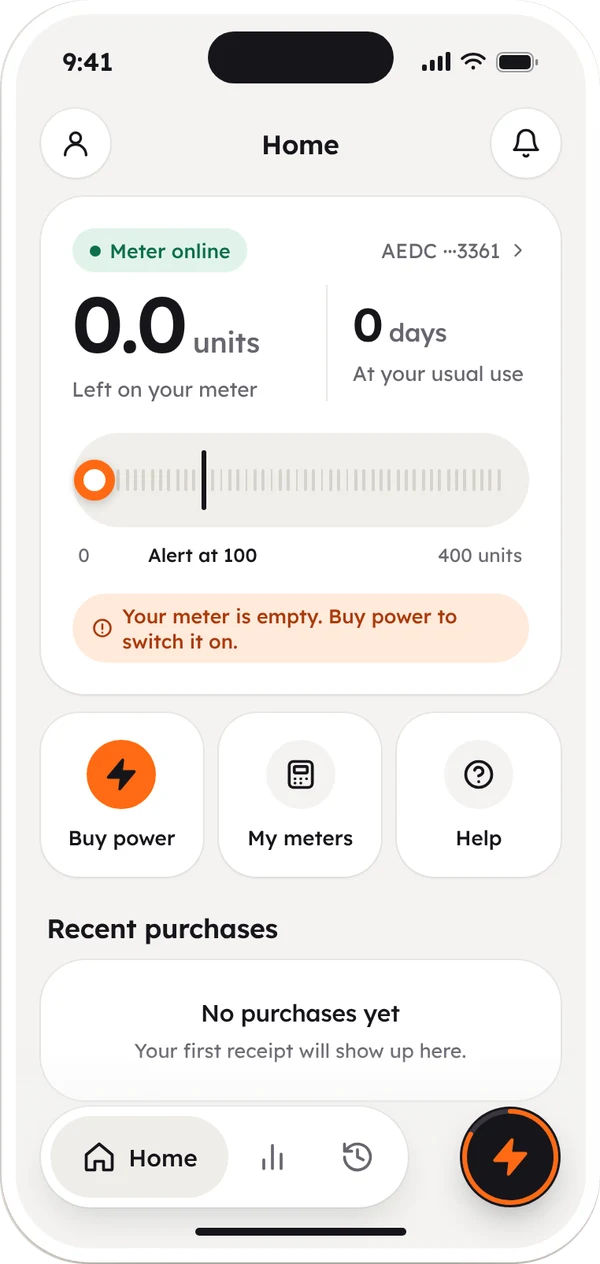 9:41
Home
Meter online
AEDC ···3361
0.0 units
0 days
Left on your meter
At your usual use
0
Alert at 100
400 units
Your meter is empty. Buy power to
switch it on.
Buy power
My meters
Help
Recent purchases
No purchases yet
Your first receipt will show up here.
Home